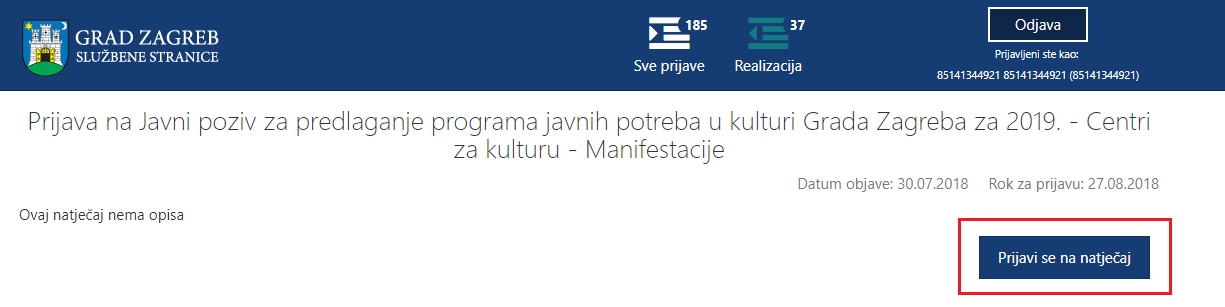 GRAD ZAGREB
SLUŽBENE STRANICE
185
Sve prijave
37
Realizacija
Odjava
Prijavljeni ste kao:
85141344921 85141344921 (85141344921)
Prijava na Javni poziv za predlaganje programa javnih potreba u kulturi Grada Zagreba za 2019. - Centri
za kulturu - Manifestacije
Datum objave: 30.07.2018 Rok za prijavu: 27.08.2018
Ovaj natječaj nema opisa
Prijavi se na natječaj